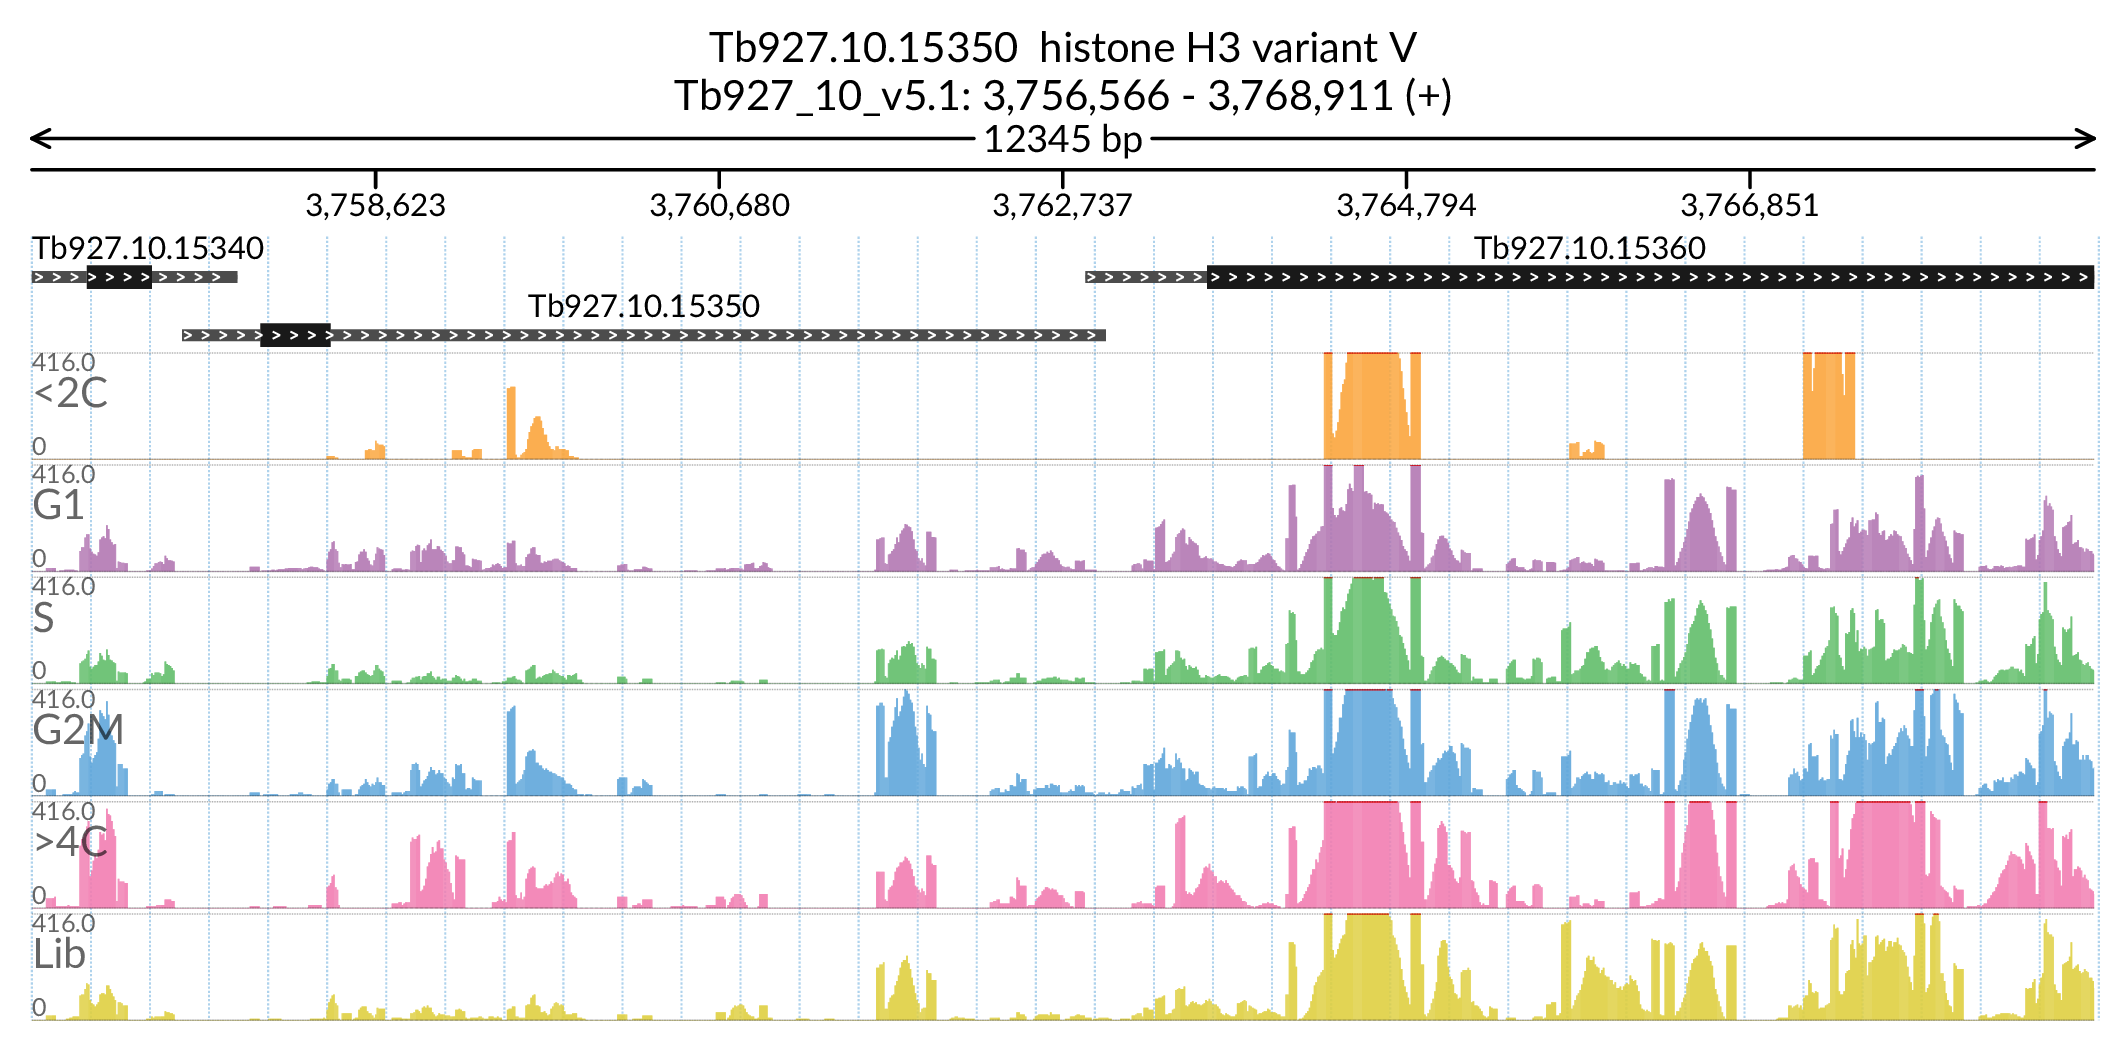 Tb927.10.15350  histone H3 variant V
Tb927_10_v5.1: 3,756,566 - 3,768,911 (+)
12345 bp
3,758,623 3,760,680 3,762,737 3,764,794 3,766,851
Tb927.10.15340 Tb927.10.15360
Tb927.10.15350
416.0
<2C
0
416.0
G1
0
416.0
S
0
416.0
G2M
0
416.0
>4C
0
416.0
Lib
0